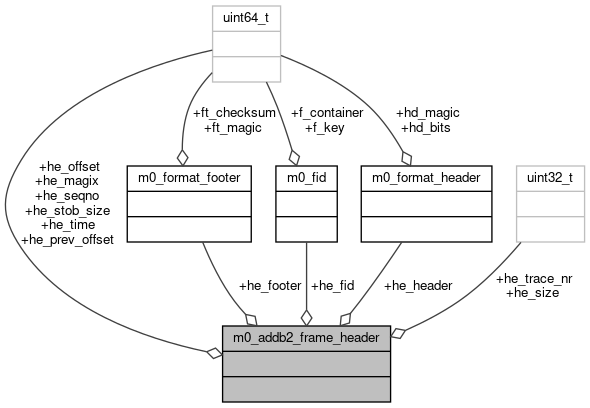 uint64_t
+ft_checksum
+ft_magic
+f_container
+f_key
+hd_magic
+hd_bits
+he_offset
+he_magix
+he_seqno
+he_stob_size
+he_time
+he_prev_offset
m0_format_footer
m0_fid
m0_format_header
uint32_t
+he_footer
+he_fid
+he_header
+he_trace_nr
+he_size
m0_addb2_frame_header